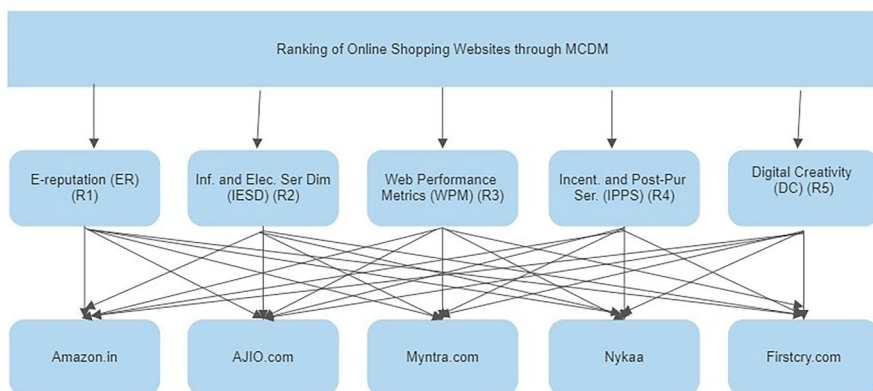 Ranking of Online Shopping Websites through MCDM
E-reputation (ER)
(R1)
Inf. and Elec. Ser Dim
(IESD) (R2)
Web Performance
Metrics (WPM) (R3)
Incent. and Post-Pur
Ser. (IPPS) (R4)
Digital Creativity
(DC) (R5)
Amazon.in
AJIO.com
Myntra.com
Nykaa
Firstcry.com